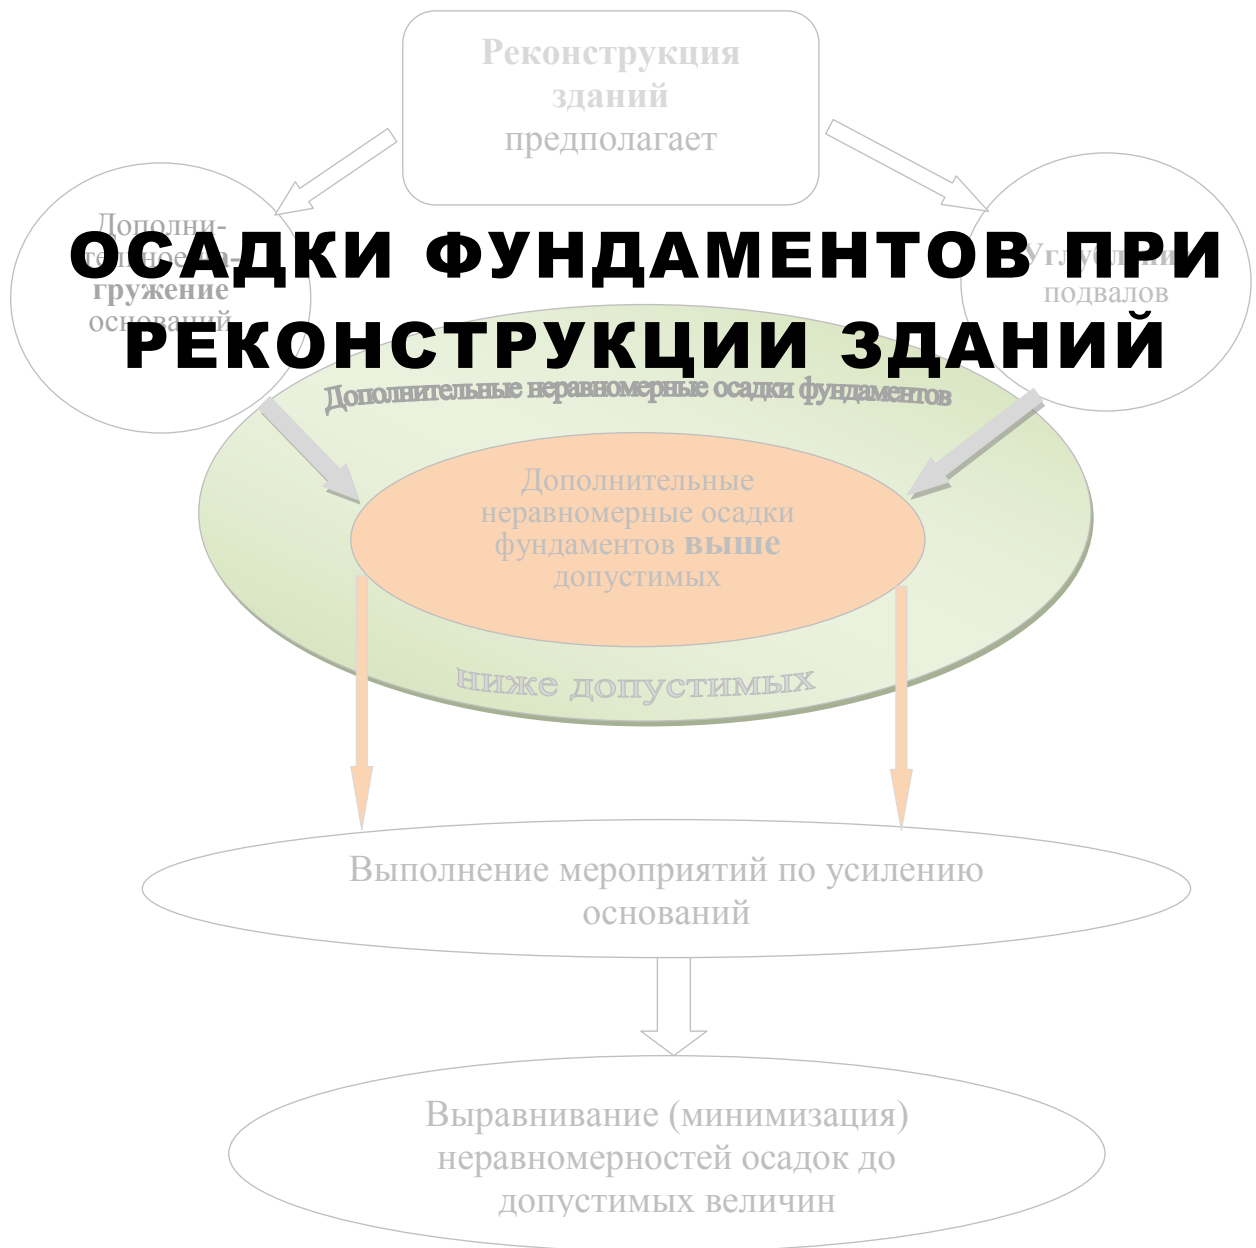 Реконструкция
зданий
предполагает
Дополни-
гружение
оснований
подвалов
ОСАДКИ ФУНДАМЕНТОВ ПРИ
РЕКОНСТРУКЦИИ ЗДАНИЙ
Дополнительные неравномерные осадки фундаментов
Дополнительные
неравномерные осадки
фундаментов выше
допустимых
ниже допустимых
Выполнение мероприятий по усилению
оснований
Выравнивание (минимизация)
неравномерностей осадок до
допустимых величин